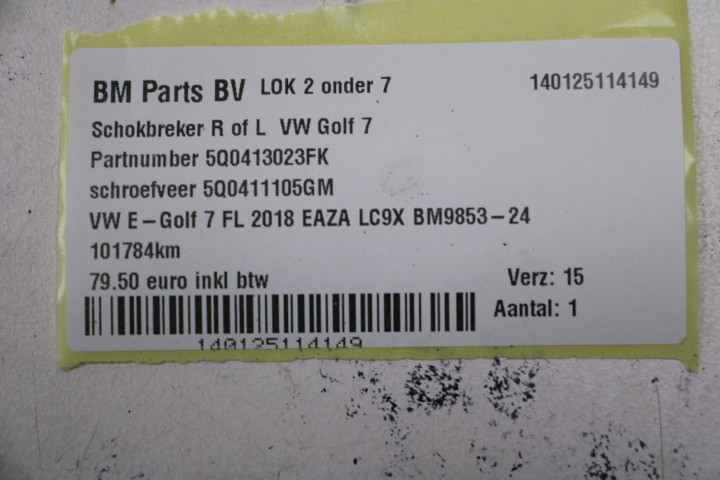 BM Parts BV LOK 2 onder 7 140125114149
Schokbreker R of L VW Golf 7
Partnumber 5Q0413023FK
schroefveer 5Q0411105GM
VW E-Golf 7 FL 2018 EAZA LC9X BM9853-24
101784km
79.50 euro inkl btw Verz: 15
Aantal: 1
140125114149